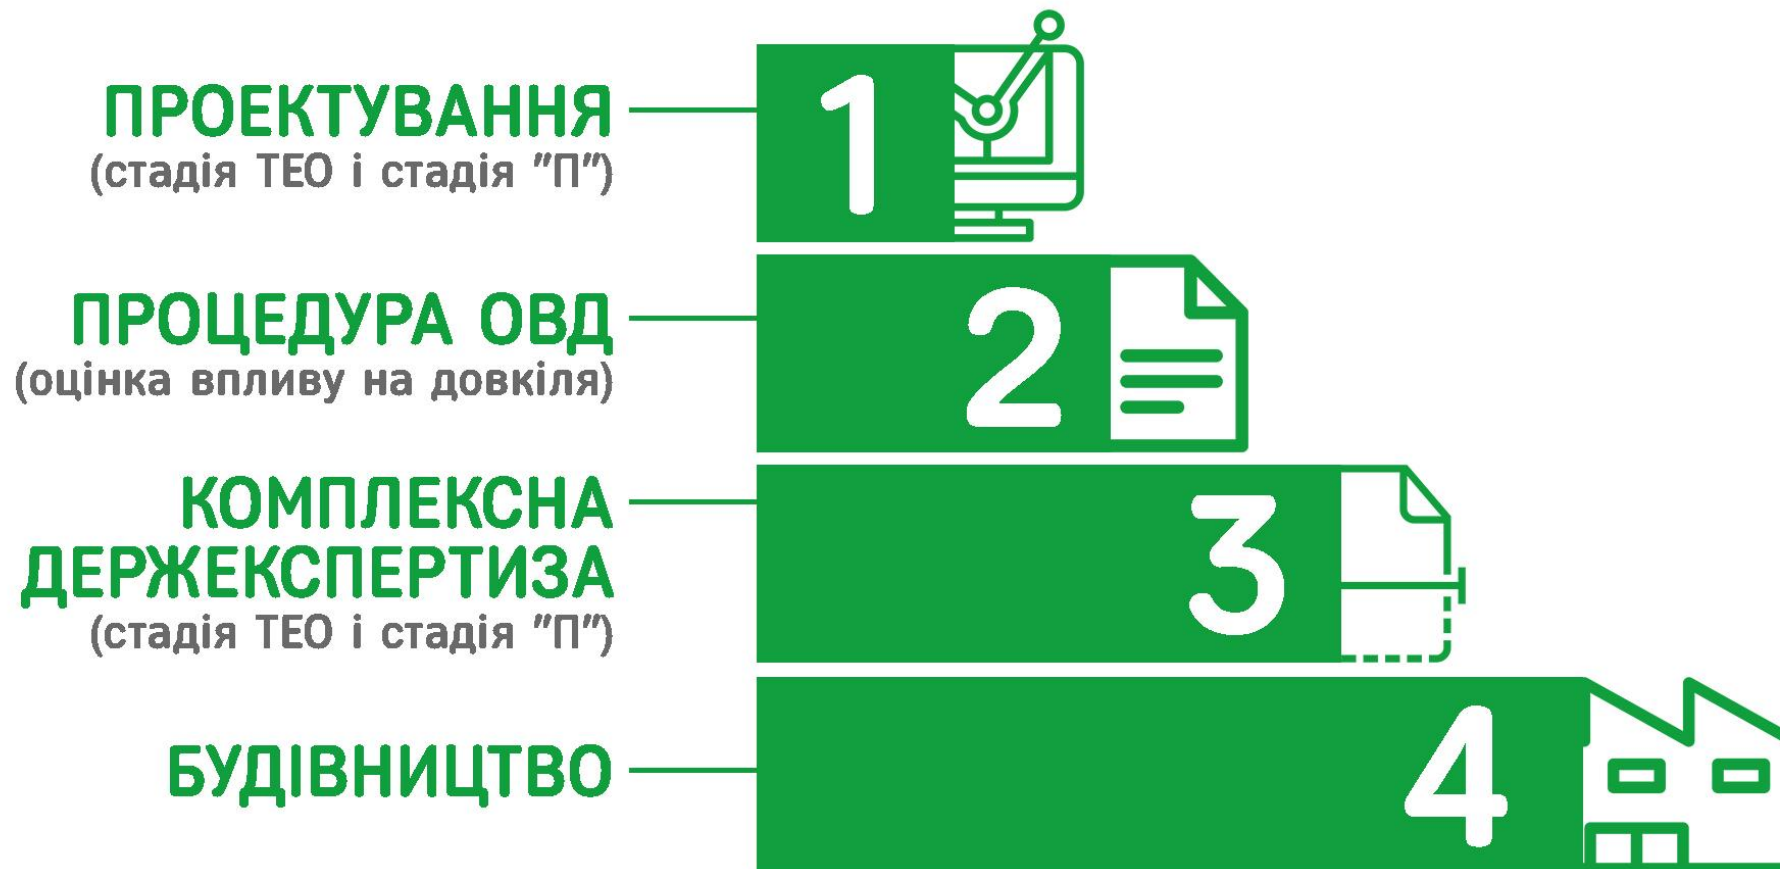 ПРОЕКТУВАННЯ
(стадія ТЕО і стадія "П")
1
ПРОЦЕДУРА ОВД
(оцінка впливу на довкіля)
2
КОМПЛЕКСНА
ДЕРЖЕКСПЕРТИЗА
(стадія ТЕО і стадія "П")
3
БУДІВНИЦТВО
4